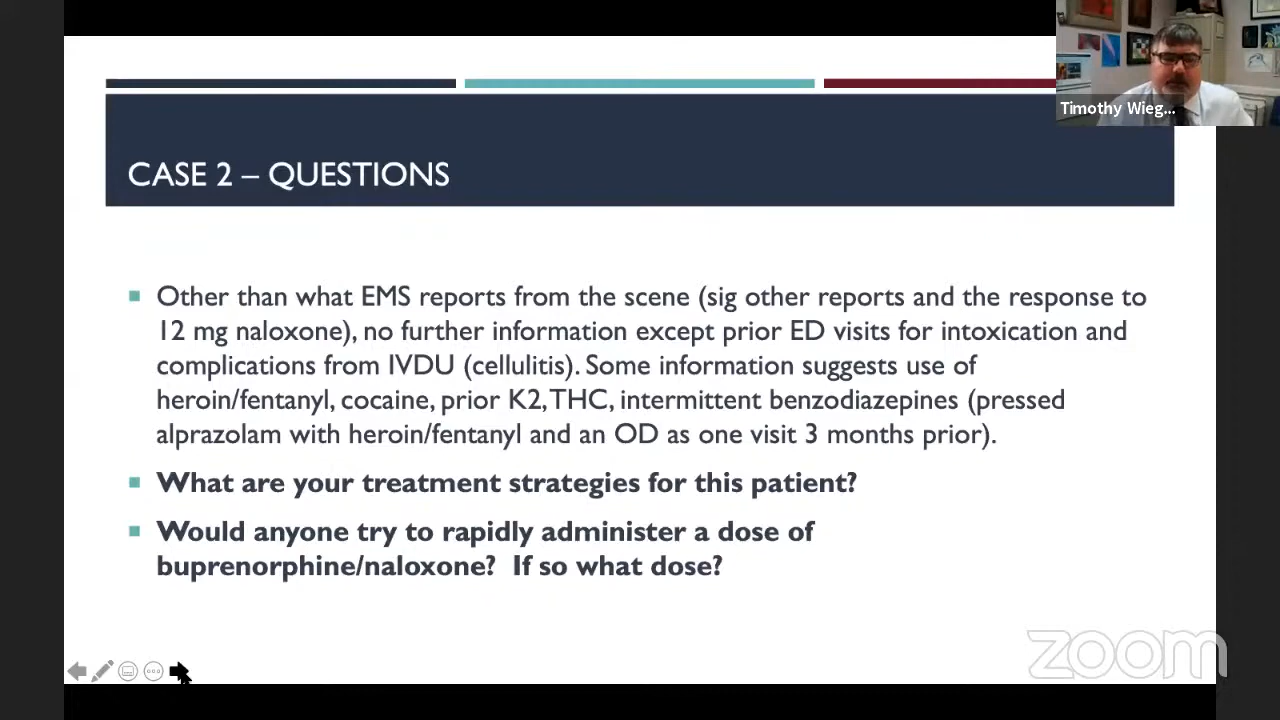 Timothy Wieg...
CASE 2 – QUESTIONS
Other than what EMS reports from the scene (sig other reports and the response to
12 mg naloxone), no further information except prior ED visits for intoxication and
complications from IVDU (cellulitis). Some information suggests use of
heroin/fentanyl, cocaine, prior K2, THC, intermittent benzodiazepines (pressed
alprazolam with heroin/fentanyl and an OD as one visit 3 months prior).
What are your treatment strategies for this patient?
Would anyone try to rapidly administer a dose of
buprenorphine/naloxone? If so what dose?
zoom